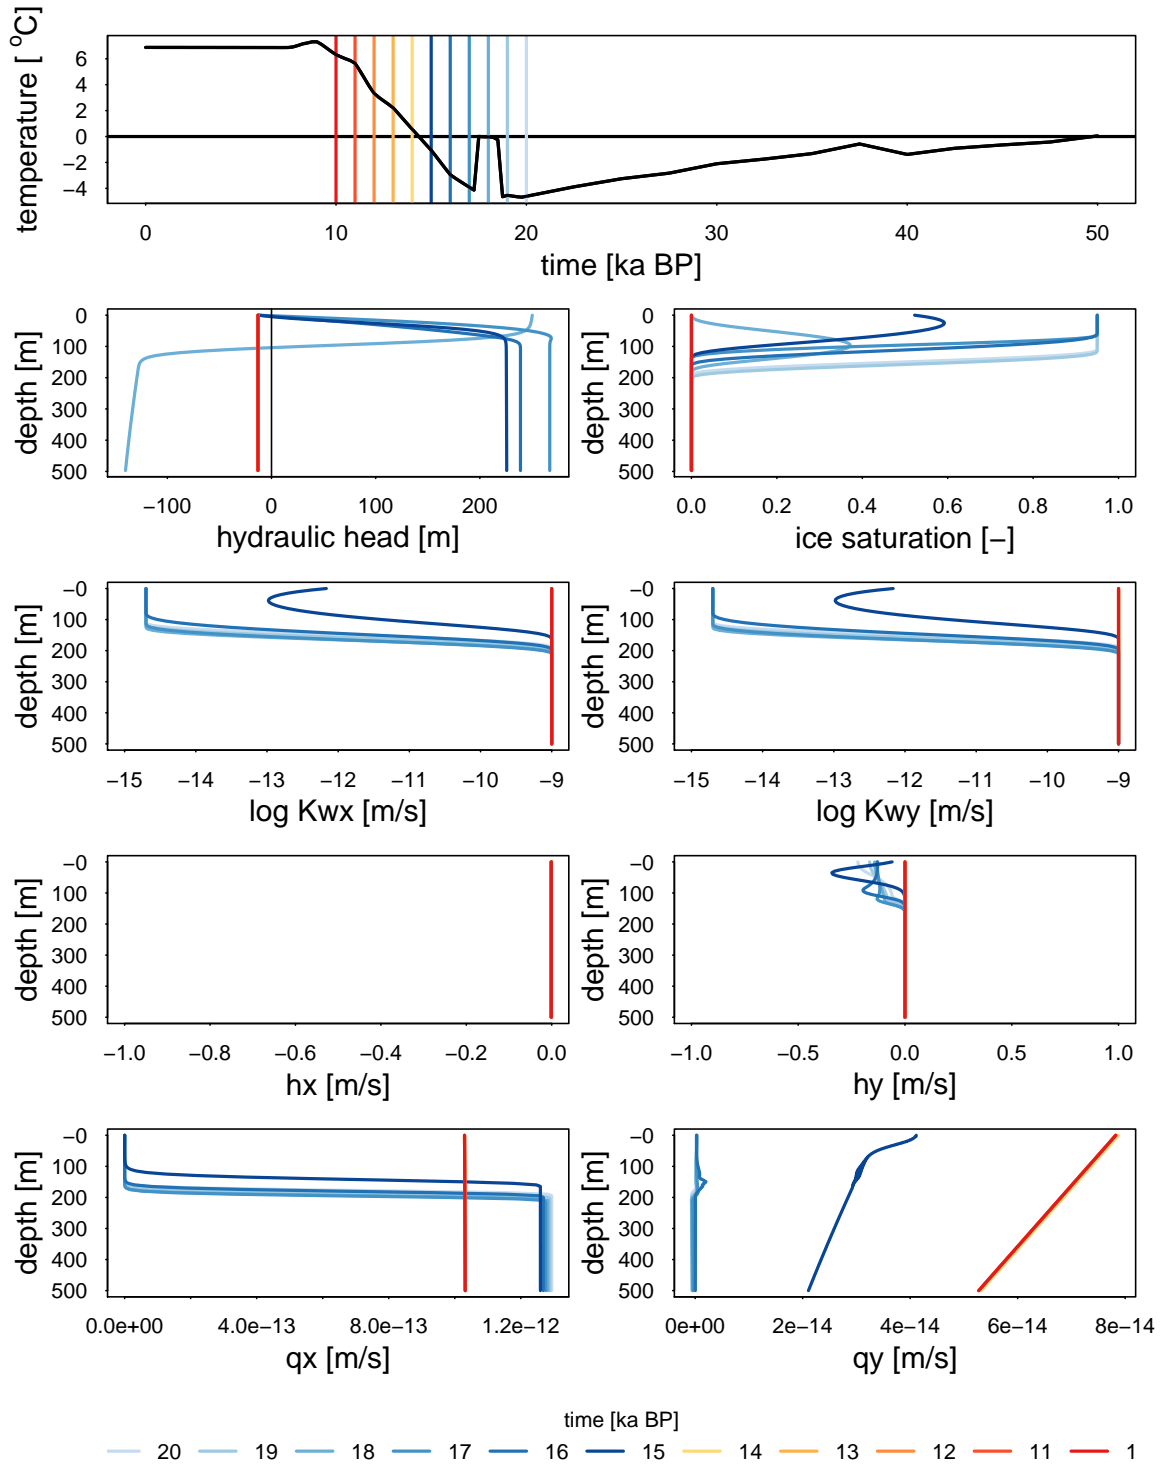 temperature [ °C]
6
4
2
0
−2
−4
0 10 20 30 40 50
time [ka BP]
depth [m]
0
100
200
300
400
500
−100 0 100 200
hydraulic head [m]
depth [m]
0
100
200
300
400
500
0.0 0.2 0.4 0.6 0.8 1.0
ice saturation [−]
depth [m]
−0
100
200
300
400
500
−15 −14 −13 −12 −11 −10 −9
log Kwx [m/s]
depth [m]
−0
100
200
300
400
500
−15 −14 −13 −12 −11 −10 −9
log Kwy [m/s]
depth [m]
−0
100
200
300
400
500
−1.0 −0.8 −0.6 −0.4 −0.2 0.0
hx [m/s]
depth [m]
−0
100
200
300
400
500
−1.0 −0.5 0.0 0.5 1.0
hy [m/s]
depth [m]
−0
100
200
300
400
500
0.0e+00 4.0e−13 8.0e−13 1.2e−12
qx [m/s]
depth [m]
−0
100
200
300
400
500
0e+00 2e−14 4e−14 6e−14 8e−14
qy [m/s]
time [ka BP]
20 19 18 17 16 15 14 13 12 11 1